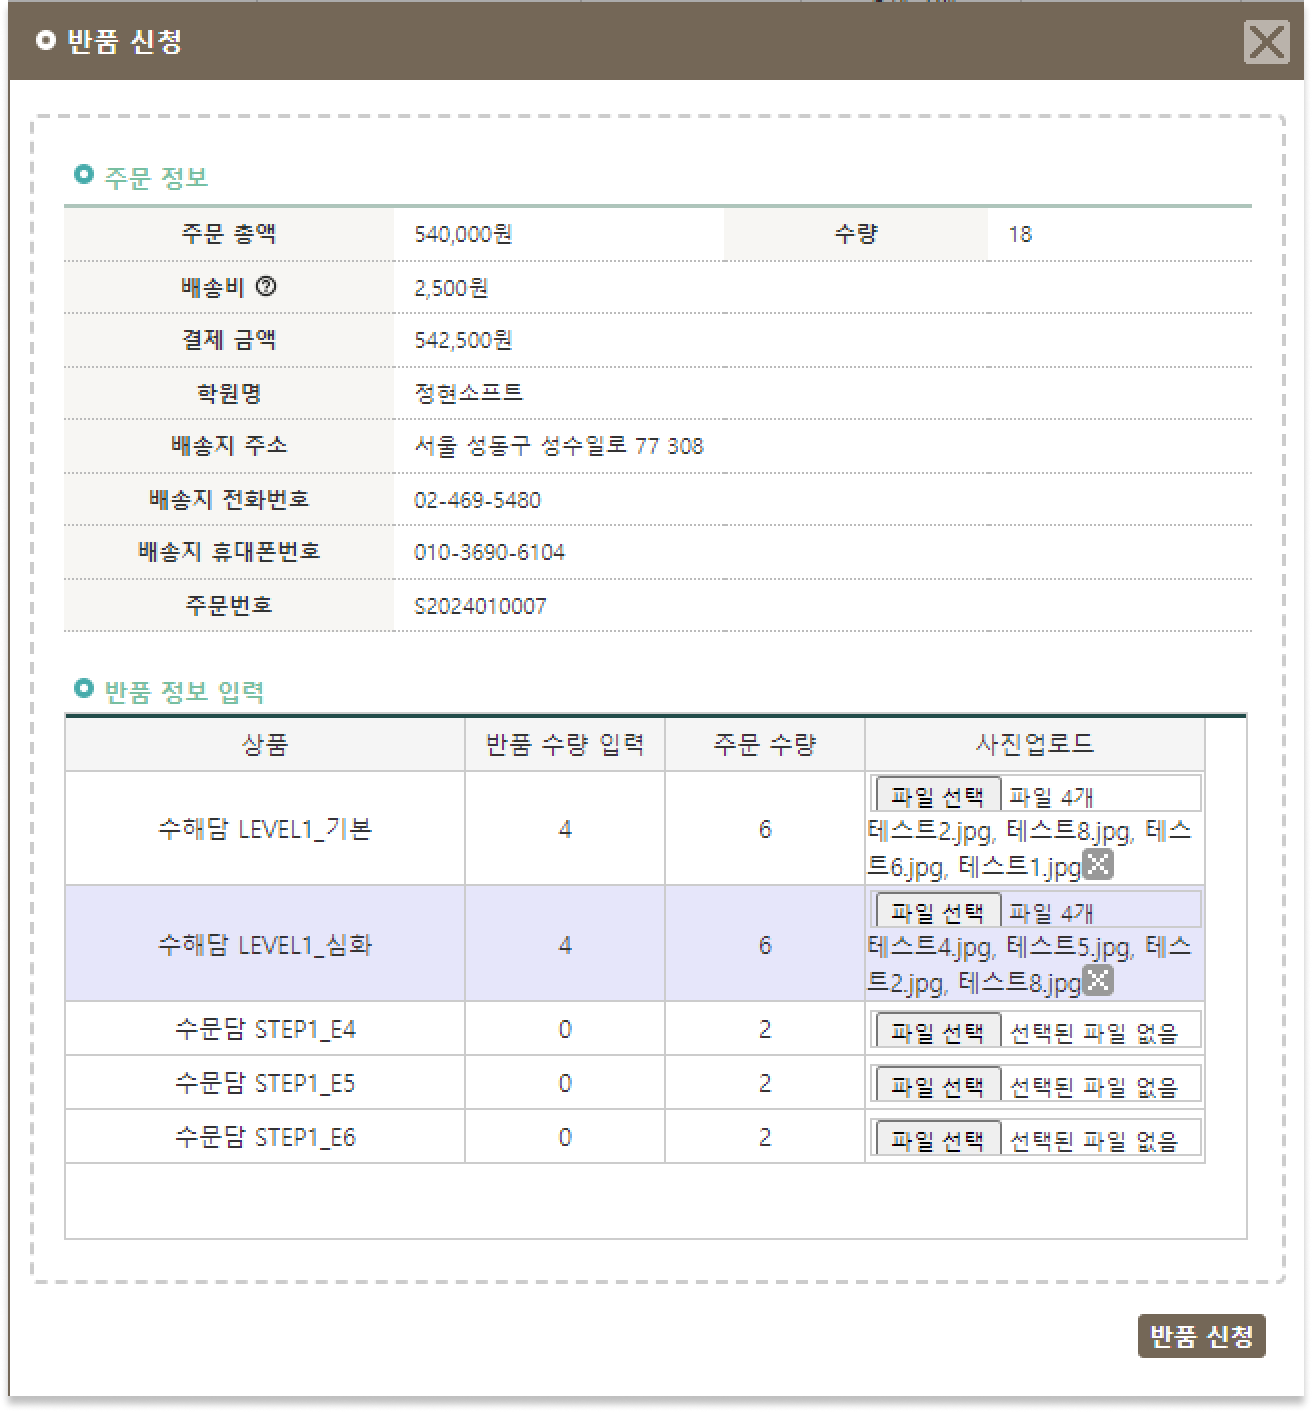 반품 신청
주문 정보
주문 총액 540,000원 수량 18
배송비 ? 2,500원
결제 금액 542,500원
학원명 정현소프트
배송지 주소 서울 성동구 성수일로 77 308
배송지 전화번호 02-469-5480
배송지 휴대폰번호 010-3690-6104
주문번호 S2024010007
반품 정보 입력
상품 반품 수량 입력 주문 수량 사진업로드
수해담 LEVEL1_기본 4 6 파일 선택 파일 4개
테스트2.jpg, 테스트8.jpg, 테스
트6.jpg, 테스트1.jpg
수해담 LEVEL1_심화 4 6 파일 선택 파일 4개
테스트4.jpg, 테스트5.jpg, 테스
트2.jpg, 테스트8.jpg
수문담 STEP1_E4 0 2 파일 선택 선택된 파일 없음
수문담 STEP1_E5 0 2 파일 선택 선택된 파일 없음
수문담 STEP1_E6 0 2 파일 선택 선택된 파일 없음
반품 신청